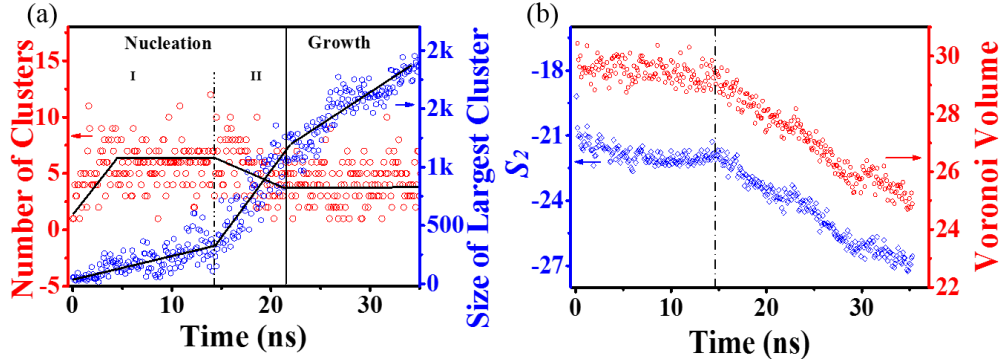 (a)
Nucleation
Growth
I
II
Number of Clusters
15
10
5
0
-5
0
10
20
30
Time (ns)
2k
2k
1k
500
0
Size of Largest Cluster
(b)
S2
-18
-21
-24
-27
0
10
20
30
Time (ns)
30
28
26
24
22
Voronoi Volume